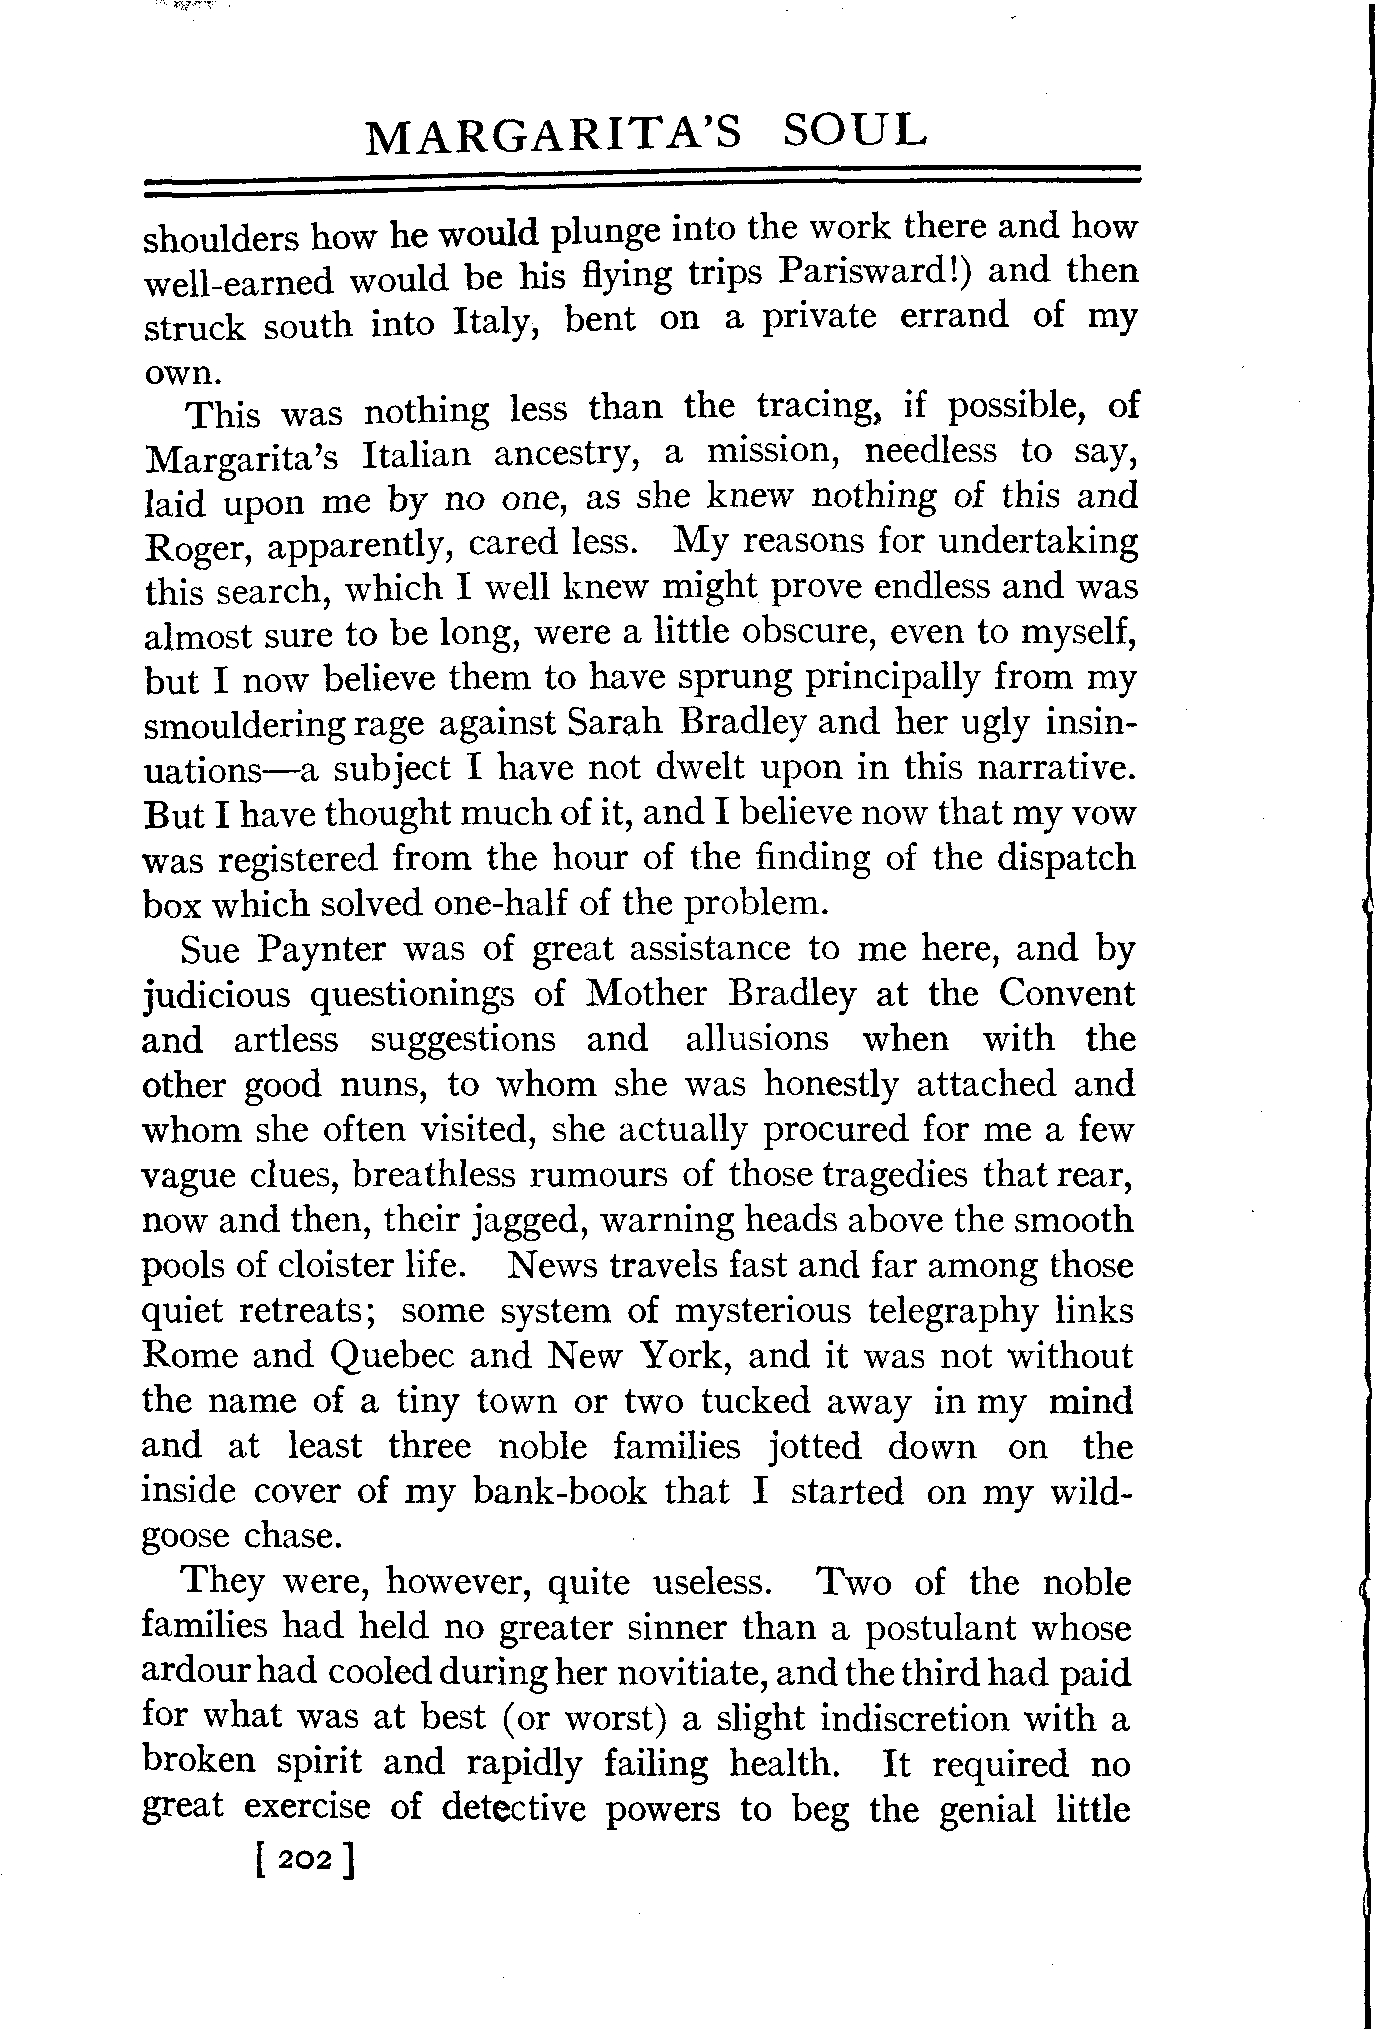 MARGARITA'S SOUL
shoulders how he would plunge into the work there and how
well-earned would be his flying trips Parisward!) and then
struck south into Italy, bent on a private errand of my
own.
This was nothing less than the tracing, if possible, of
Margarita's Italian ancestry, a mission, needless to say,
laid upon me by no one, as she knew nothing of this and
Roger, apparently, cared less. My reasons for undertaking
this search, which I well knew might prove endless and was
almost sure to be long, were a little obscure, even to myself,
but I now believe them to have sprung principally from my
smouldering rage against Sarah Bradley and her ugly insin-
uations—a subject I have not dwelt upon in this narrative.
But I have thought much of it, and I believe now that my vow
was registered from the hour of the finding of the dispatch
box which solved one-half of the problem.
Sue Paynter was of great assistance to me here, and by
judicious questionings of Mother Bradley at the Convent
and artless suggestions and allusions when with the
other good nuns, to whom she was honestly attached and
whom she often visited, she actually procured for me a few
vague clues, breathless rumours of those tragedies that rear,
now and then, their jagged, warning heads above the smooth
pools of cloister life. News travels fast and far among those
quiet retreats; some system of mysterious telegraphy links
Rome and Quebec and New York, and it was not without
the name of a tiny town or two tucked away in my mind
and at least three noble families jotted down on the
inside cover of my bank-book that I started on my wild-
goose chase.
They were, however, quite useless. Two of the noble
families had held no greater sinner than a postulant whose
ardour had cooled during her novitiate, and the third had paid
for what was at best (or worst) a slight indiscretion with a
broken spirit and rapidly failing health. It required no
great exercise of detective powers to beg the genial little
[ 202 ]